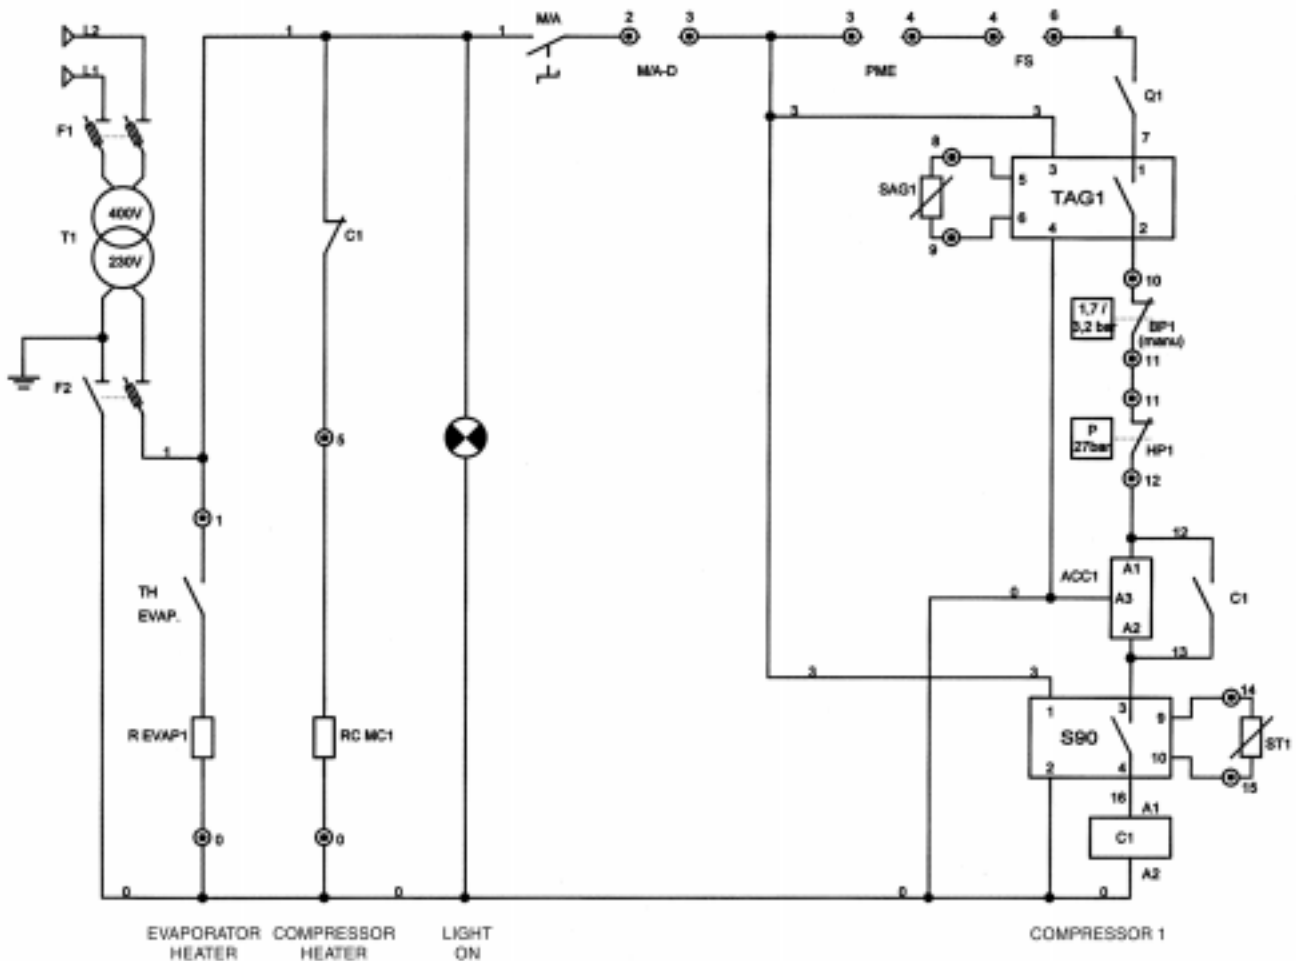 L2
L1
1
1
M/A
2
3
M/A-D
3
4
PME
4
FS
6
6
F1
Q1
3
3
7
400V
T1
230V
8
SAG1
9
5
6
3
TAG1
4
1
2
C1
10
1,7 /
3,2 bar
BP1
(manu)
11
11
F2
P
27bar
HP1
12
5
1
1
12
TH
EVAP.
0
ACC1
A1
A3
A2
C1
13
3
3
14
R EVAP1
RC MC1
1
S90
2
3
4
9
10
ST1
15
16
A1
C1
A2
0
0
0
0
0
0
EVAPORATOR
HEATER
COMPRESSOR
HEATER
LIGHT
ON
COMPRESSOR 1